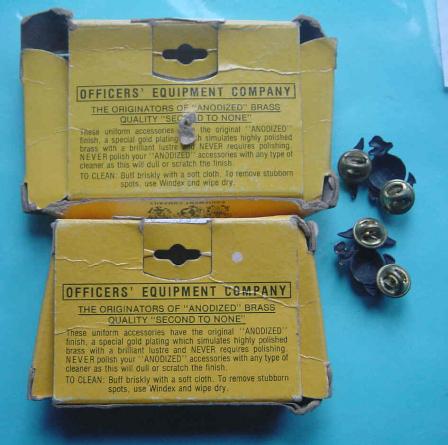 OFFICERS' EQUIPMENT COMPANY
THE ORIGINATORS OF "ANODIZED" BRASS
QUALITY "SECOND TO NONE"
These uniform accessories the original "ANODIZED"
finish, a special gold plating which simulates highly polished
brass with a brilliant lustre and NEVER requires polishing.
NEVER polish your "ANODIZED" accessories with any type of
cleaner as this will dull or scratch the finish.
TO CLEAN: Buff briskly with a soft cloth. To remove stubborn
spots, use Windex and wipe dry.
OFFICERS' EQUIPMENT COMPANY
THE ORIGINATORS OF "ANODIZED" BRASS
QUALITY "SECOND TO NONE"
These uniform accessories have the original "ANODIZED"
finish, a special gold plating which simulates highly polished
brass with a brilliant lustre and NEVER requires polishing.
NEVER polish your "ANODIZED" accessories with any type of
cleaner as this will dull or scratch the finish.
TO CLEAN: Buff briskly with a soft cloth. To remove stubborn
spots, use Windex and wipe dry.